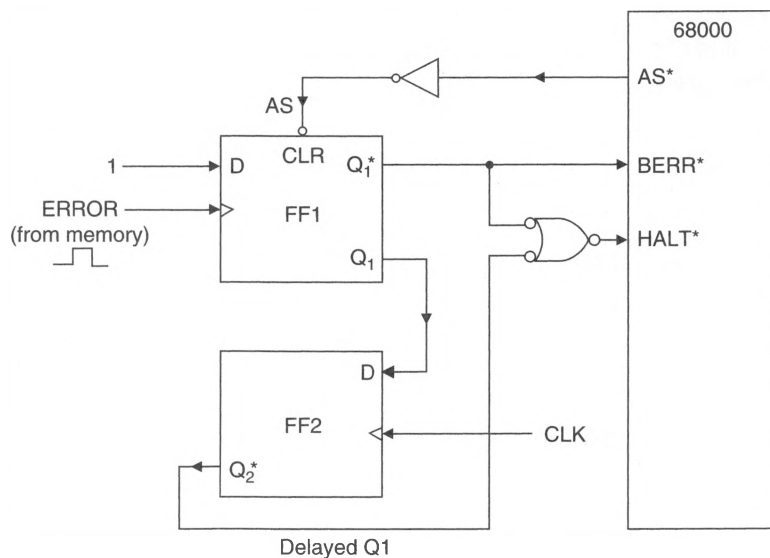 68000
AS*
AS
CLR
1
D
Q1*
BERR*
ERROR
(from memory)
FF1
HALT*
Q1
D
FF2
CLK
Q2*
Delayed Q1